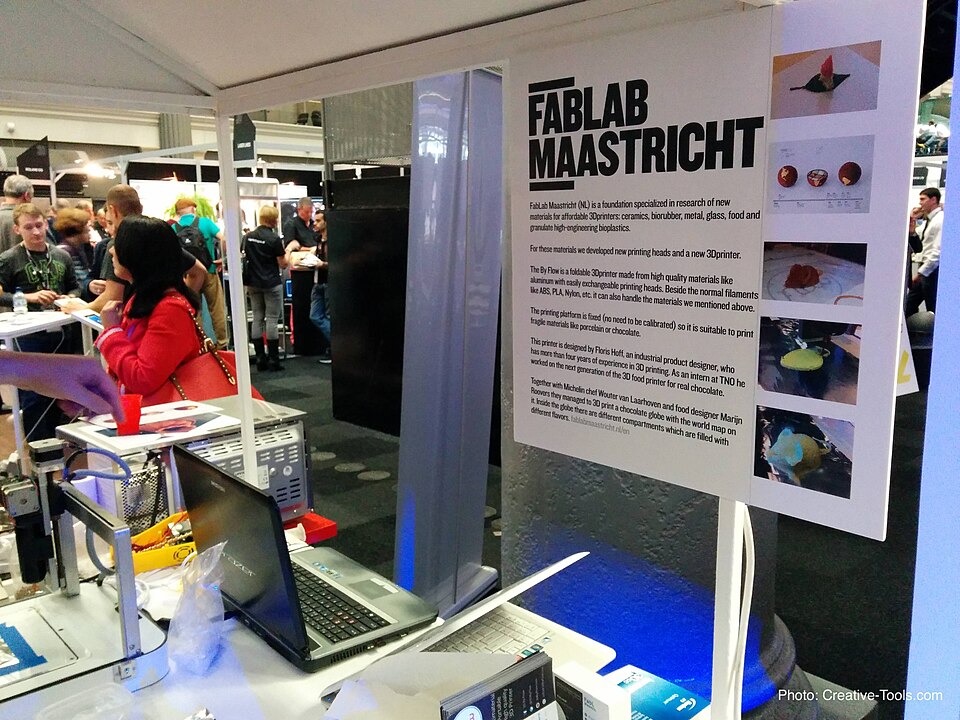 FABLAB
MAASTRICHT
FabLab Maastricht (NL) is a foundation specialized in research of new
materials for affordable 3Dprinters: ceramics, biorubber, metal, glass, food and
granulate high-engineering bioplastics.
For these materials we developed new printing heads and a new 3Dprinter.
The By Flow is a foldable 3Dprinter made from high quality materials like
aluminum with easily exchangeable printing heads. Beside the normal filaments
like ABS, PLA, Nylon, etc. it can also handle the materials we mentioned above.
The printing platform is fixed (no need to be calibrated) so it is suitable to print
fragile materials like porcelain or chocolate.
This printer is designed by Floris Hoff, an industrial product designer, who
has more than four years of experience in 3D printing. As an intern at TNO he
worked on the next generation of the 3D food printer for real chocolate.
Together with Michelin chef Wouter van Laarhoven and food designer Marijn
Roovers they managed to 3D print a chocolate globe with the world map on
it. Inside the globe there are different compartments which are filled with
different flavors. fablabmaastricht.nl/en
Photo: Creative-Tools.com